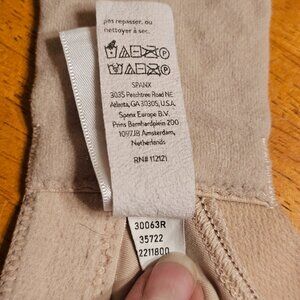 pas repasser, ou
nettoyer à sec.
SPANX
3035 Peachtree Road NE
Atlanta, GA 30305, U.S.A.
Spanx Europe B.V.
Prins Bernhardplein 200
1097JB Amsterdam,
Netherlands
RN# 112121
30063R
35722
2211800